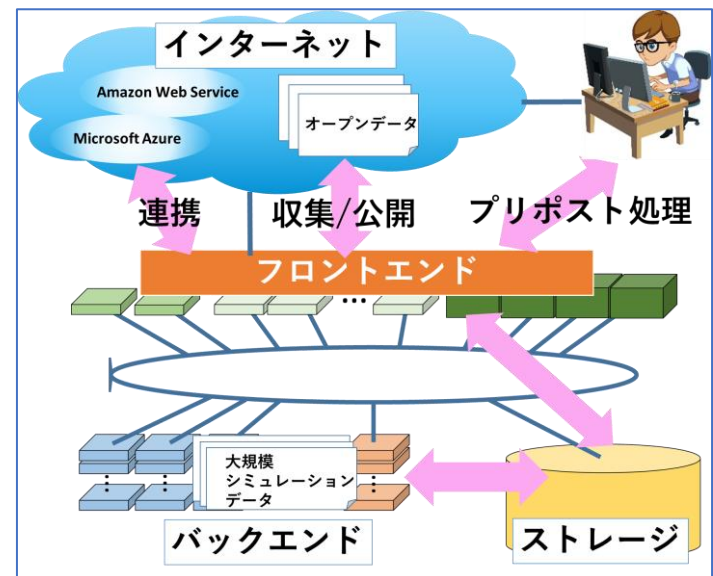 インターネット
Amazon Web Service
Microsoft Azure
オープンデータ
連携
収集/公開
プリポスト処理
フロントエンド
大規模
シミュレーション
データ
バックエンド
ストレージ